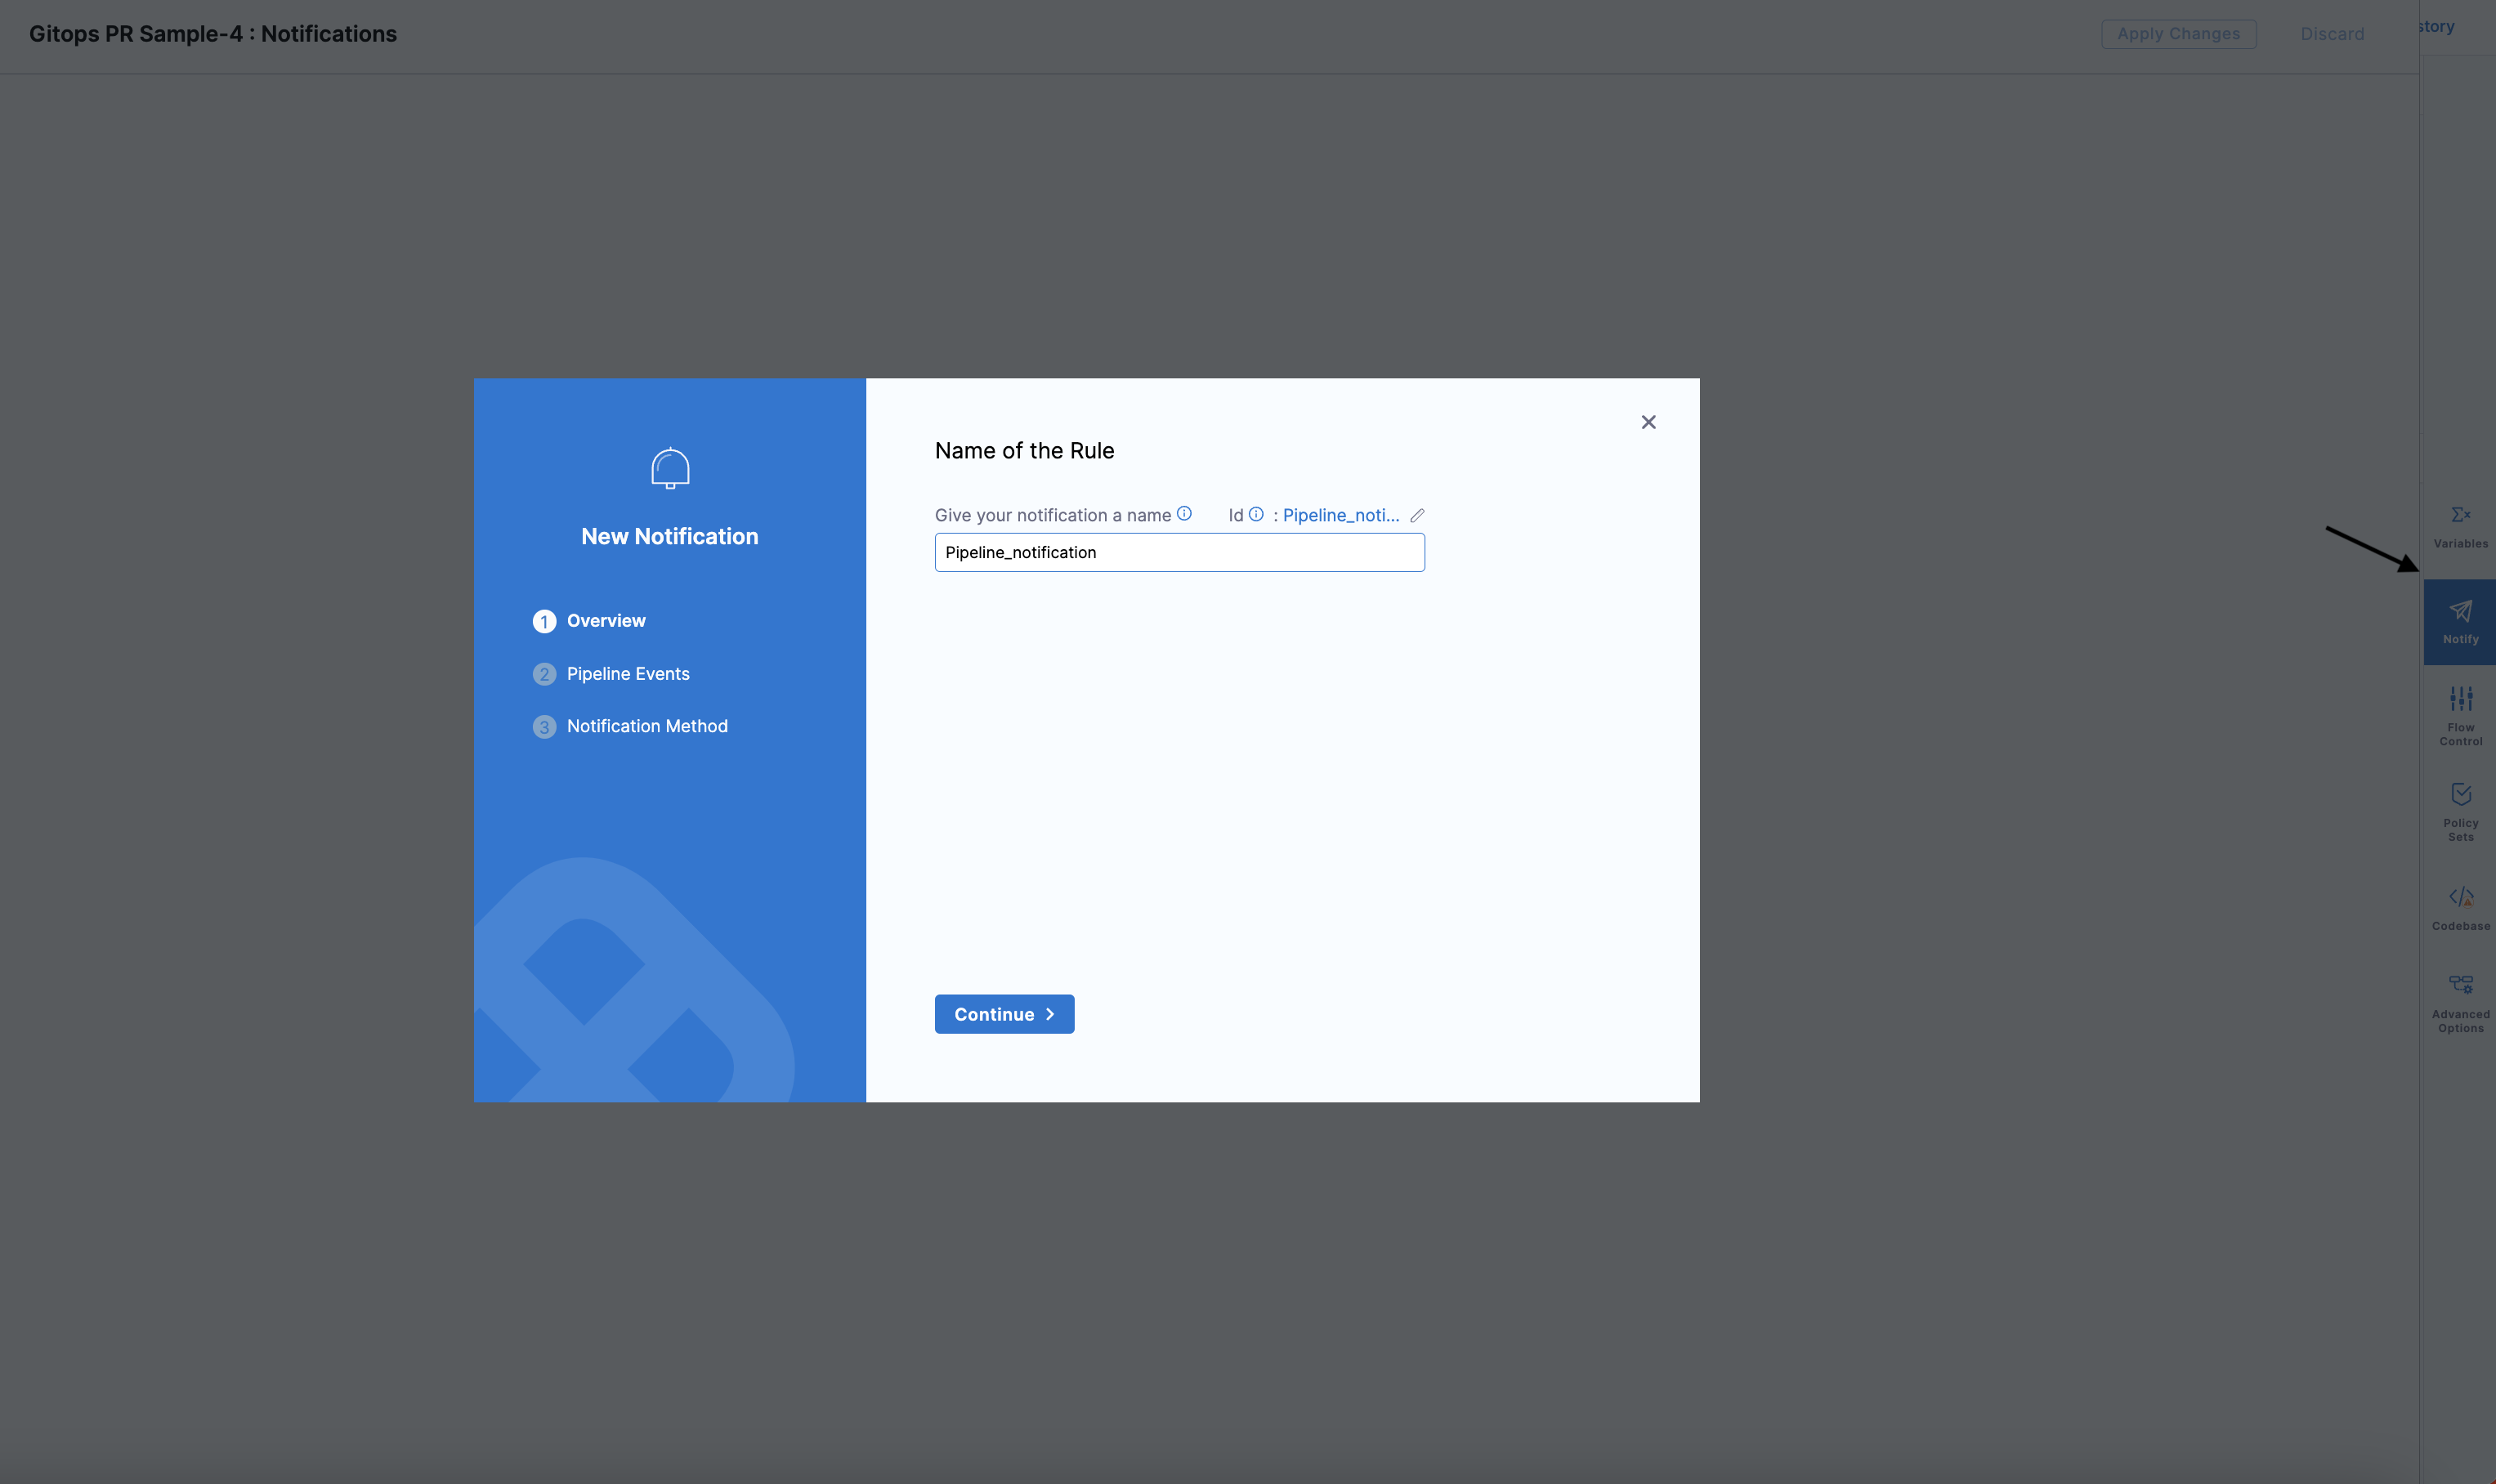 Gitops PR Sample-4 : Notifications
Apply Changes
Discard
story
New Notification
1 Overview
2 Pipeline Events
3 Notification Method
Name of the Rule
Give your notification a name
Id : Pipeline_noti...
Pipeline_notification
Continue
Variables
Notify
Flow
Control
Policy
Sets
Codebase
Advanced
Options